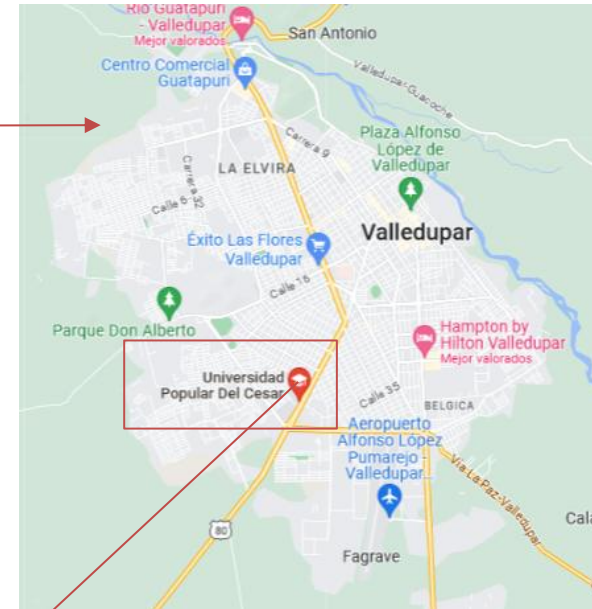 Rio Guatapuri
- Valledupar
Mejor valorados
San Antonio
Centro Comercial
Guatapuri
Valledupar-Guacoche
Plaza Alfonso
López de
Valledupar
Carrera 9
LA ELVIRA
Carrera 32
Calle 6
Valledupar
Éxito Las Flores
Valledupar
Calle 16
Parque Don Alberto
Hampton by
Hilton Valledupar
Mejor valorados
Universidad
Popular Del Cesar
Calle 35
BELGICA
Aeropuerto
Alfonso López
Pumarejo -
Valledupar...
Vía La Paz-Valledupar
80
Cala
Fagrave